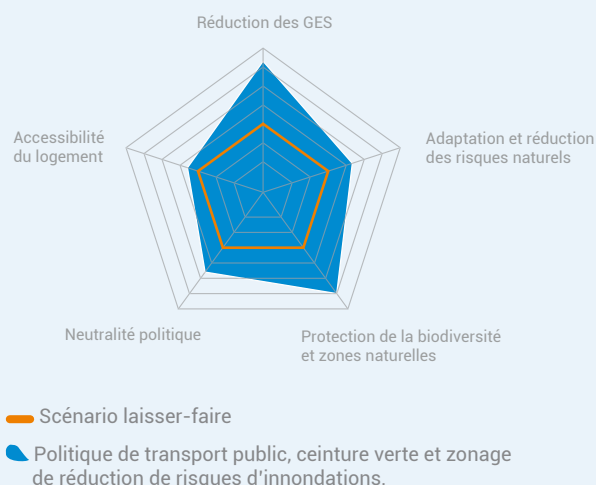 Réduction des GES
Accessibilité
du logement
Adaptation et réduction
des risques naturels
Neutralité politique
Protection de la biodiversité
et zones naturelles
Scénario laisser-faire
Politique de transport public, ceinture verte et zonage
de réduction de risques d'innondations.